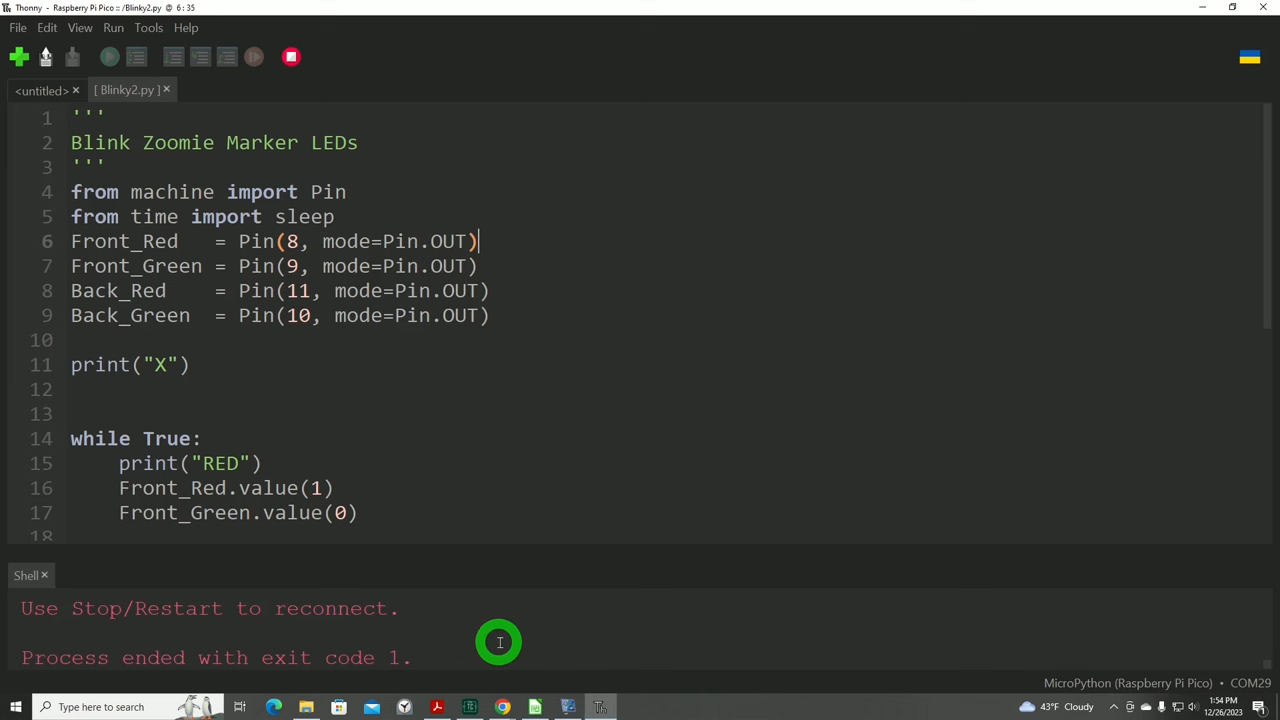 Thonny - Raspberry Pi Pico :: /Blinky2.py @ 6 : 35
File Edit View Run Tools Help
<untitled> × [ Blinky2.py ] ×
1 '''
2 Blink Zoomie Marker LEDs
3 '''
4 from machine import Pin
5 from time import sleep
6 Front_Red   = Pin(8, mode=Pin.OUT)
7 Front_Green = Pin(9, mode=Pin.OUT)
8 Back_Red    = Pin(11, mode=Pin.OUT)
9 Back_Green  = Pin(10, mode=Pin.OUT)
10
11 print("X")
12
13
14 while True:
15     print("RED")
16     Front_Red.value(1)
17     Front_Green.value(0)
18
Shell ×
Use Stop/Restart to reconnect.
Process ended with exit code 1.
MicroPython (Raspberry Pi Pico) • COM29
Type here to search
43°F Cloudy
1:54 PM
12/26/2023